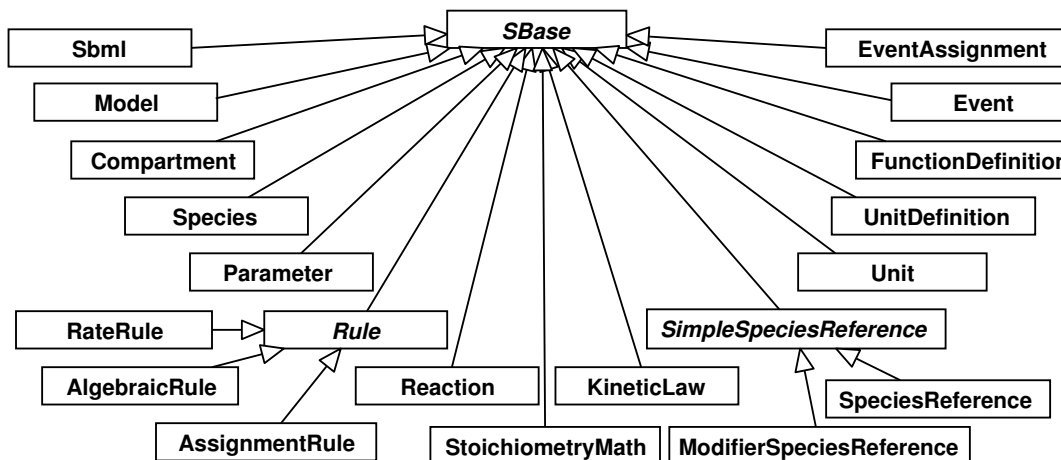 SBase
Sbml
EventAssignment
Model
Event
Compartment
FunctionDefinition
Species
UnitDefinition
Parameter
Unit
RateRule
Rule
SimpleSpeciesReference
AlgebraicRule
Reaction
KineticLaw
SpeciesReference
AssignmentRule
StoichiometryMath
ModifierSpeciesReference